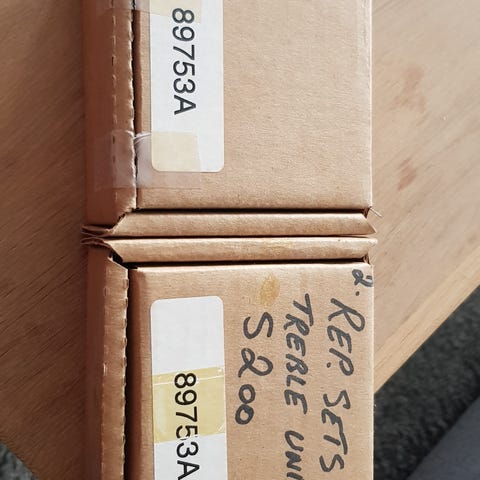 89753A
2. REP. SETS
TREBLE UNI
S200
89753A